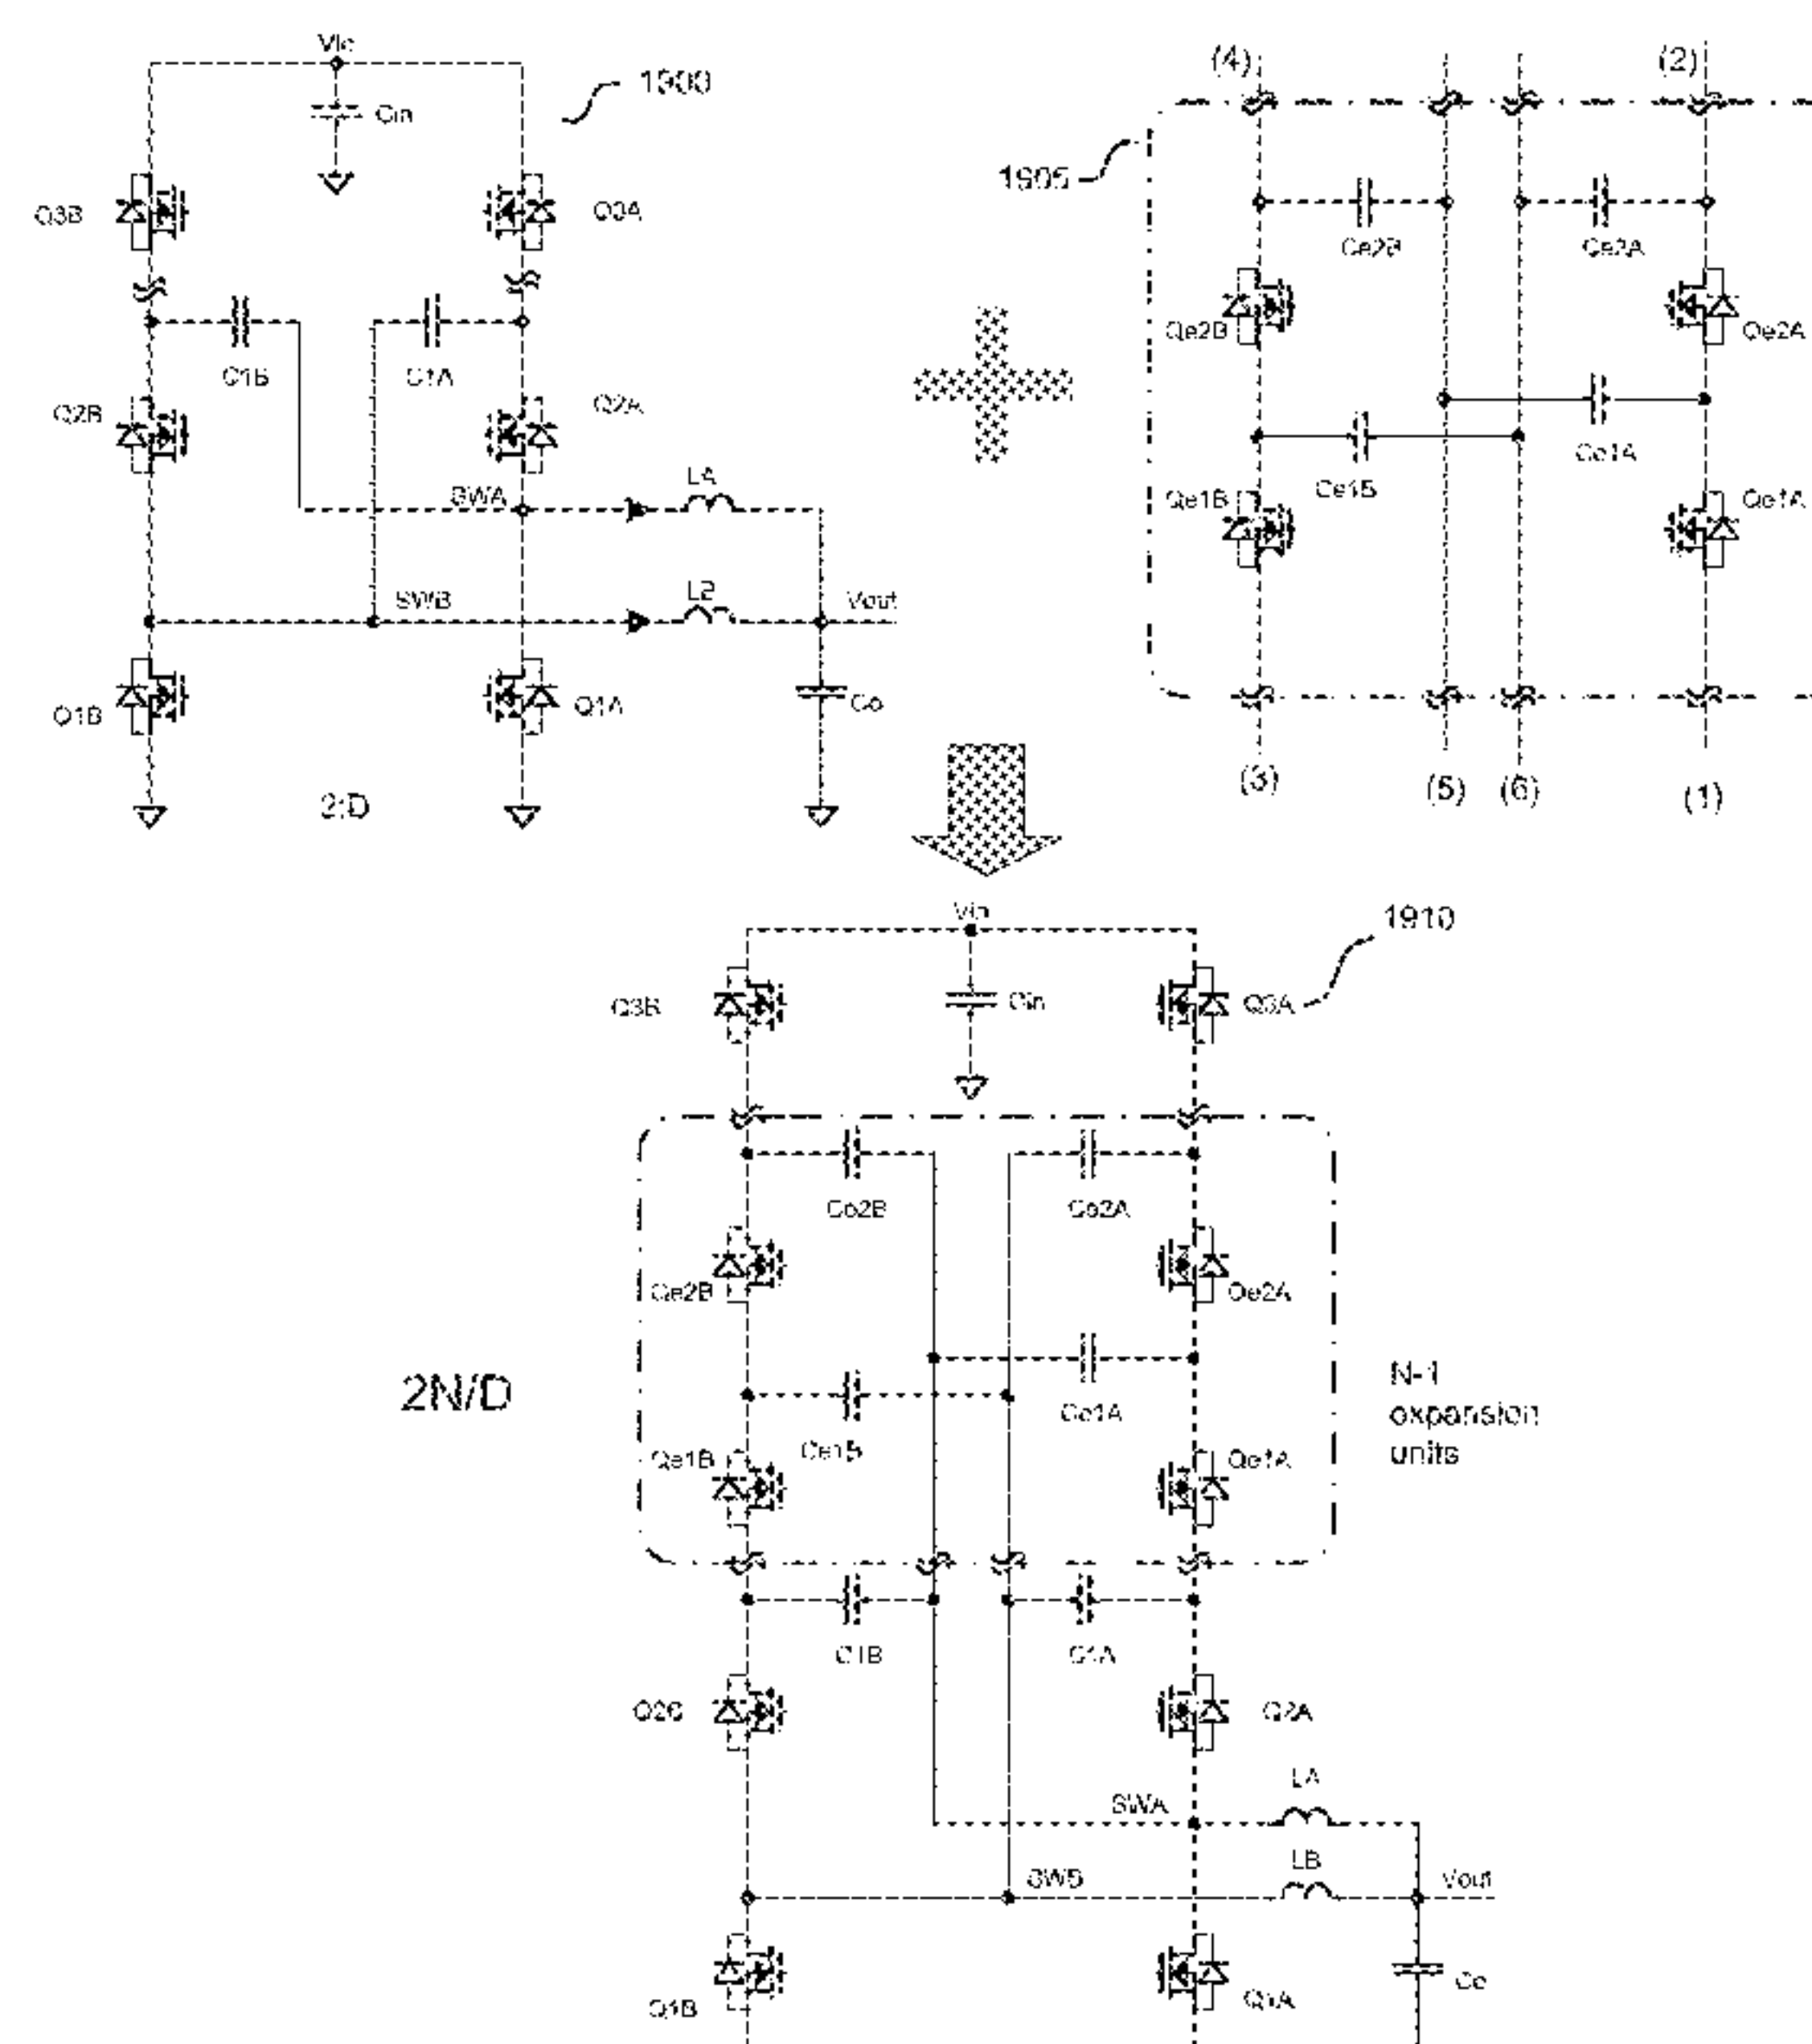 Vin
1900
Cin
Q3B
Q3A
C1B
C1A
Q2B
Q2A
SWA
LA
SWB
Vout
Q1B
Q1A
Co
(4)
(2)
1905
Ce2B
Ce2A
Qe2B
Qe2A
Ce1A
Ce1B
Qe1B
Qe1A
(3)
(5)
(6)
(1)
Vin
1910
Q3B
Cin
Q3A
Ce2B
Ce2A
Qe2B
Qe2A
2N/D
N-1
expansion
units
Ce1A
Ce1B
Qe1B
Qe1A
C1B
C1A
Q2A
LA
SWA
LB
SWB
Vout
Q1B
Q1A
Co